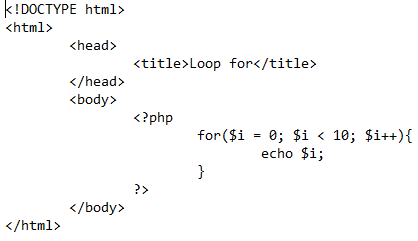 <!DOCTYPE html>
<html>
<head>
<title>Loop for</title>
</head>
<body>
<?php
for($i = 0; $i < 10; $i++){
echo $i;
}
?>
</body>
</html>